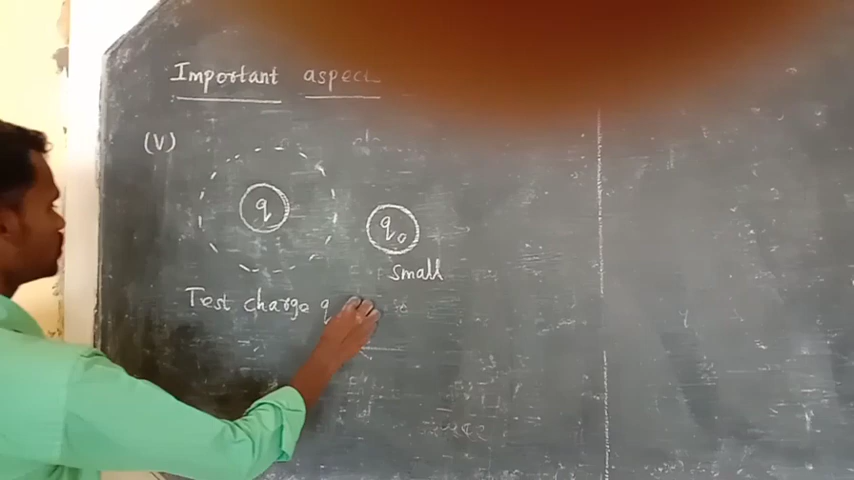 Important aspect
(V)
q
q₀
small
Test charge q